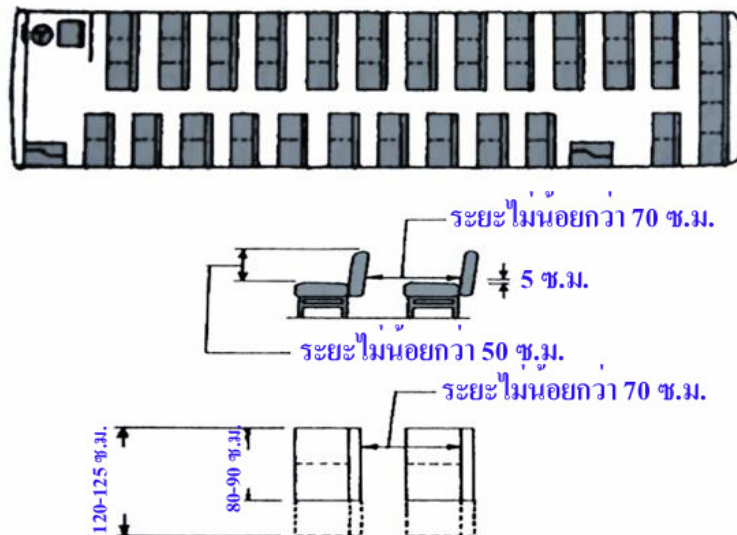 ระยะไม่น้อยกว่า 70 ซ.ม.
5 ซ.ม.
ระยะไม่น้อยกว่า 50 ซ.ม.
ระยะไม่น้อยกว่า 70 ซ.ม.
120-125 ซ.ม.
80-90 ซ.ม.